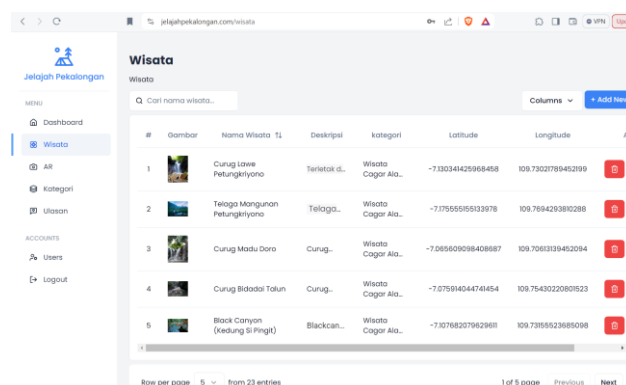 jelajahpekalongan.com/wisata
VPN
Jelajah Pekalongan
MENU
Dashboard
Wisata
AR
Kategori
Ulasan
ACCOUNTS
Users
Logout
Wisata
Wisata
Cari nama wisata...
Columns
+ Add New
# Gambar Nama Wisata Deskripsi kategori Latitude Longitude
1 Curug Lawe Petungkriyono Terletak d... Wisata Cagar Ala... -7.130341425968458 109.73021789452199
2 Telaga Mangunan Petungkriyono Telaga... Wisata Cagar Ala... -7.175555155133978 109.7694293810288
3 Curug Madu Doro Curug... Wisata Cagar Ala... -7.065609098408687 109.70613139452094
4 Curug Bidadai Talun Curug... Wisata Cagar Ala... -7.075914044741454 109.75430220801523
5 Black Canyon (Kedung Si Pingit) Blackcan... Wisata Cagar Ala... -7.107682079629611 109.73155523685098
Row per page 5 from 23 entries 1 of 5 page Previous Next